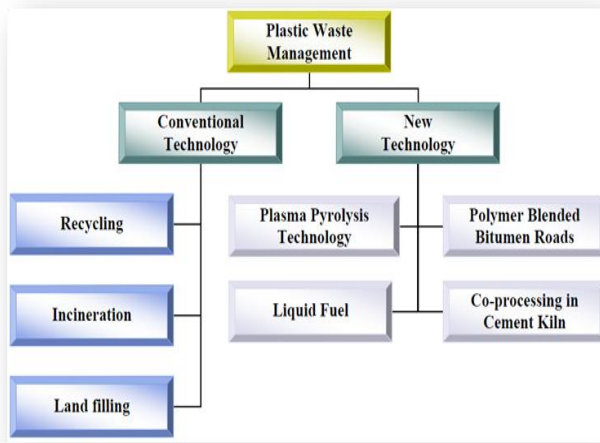 Plastic Waste
Management
Conventional
Technology
New
Technology
Recycling
Incineration
Land filling
Plasma Pyrolysis
Technology
Polymer Blended
Bitumen Roads
Liquid Fuel
Co-processing in
Cement Kiln